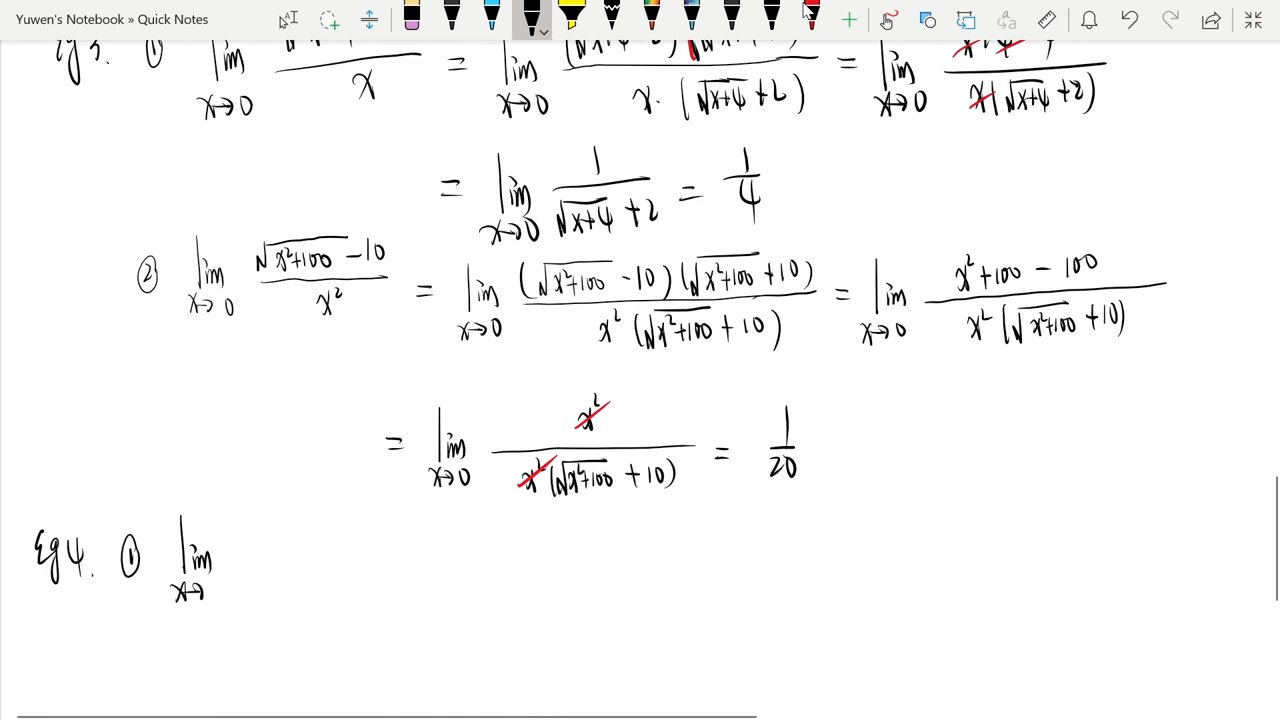 Yuwen's Notebook » Quick Notes
Eg 3. ① lim x→0 / x = lim x→0 / x·(√(x+4) +2) = lim x→0 / x(√(x+4) +2)
= lim x→0 1/(√(x+4) +2) = 1/4
② lim x→0 (√(x²+100) −10)/x² = lim x→0 (√(x²+100) −10)(√(x²+100) +10)/(x² (√(x²+100) +10)) = lim x→0 (x²+100 − 100)/(x² (√(x²+100) +10))
= lim x→0 x²/(x²(√(x²+100) +10)) = 1/20
Eg 4. ① lim x→